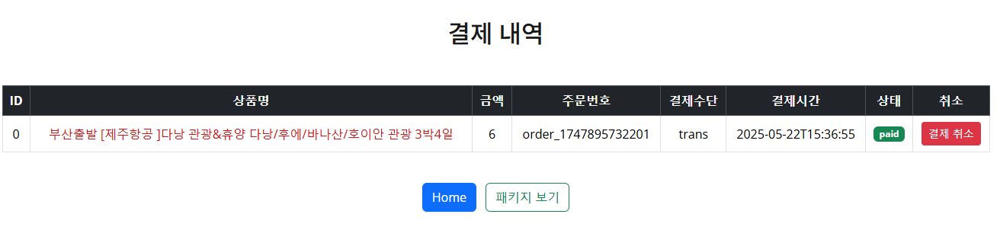 결제 내역
ID 상품명 금액 주문번호 결제수단 결제시간 상태 취소
0 부산출발 [제주항공 ]다낭 관광&휴양 다낭/후에/바나산/호이안 관광 3박4일 6 order_1747895732201 trans 2025-05-22T15:36:55 paid 결제 취소
Home 패키지 보기